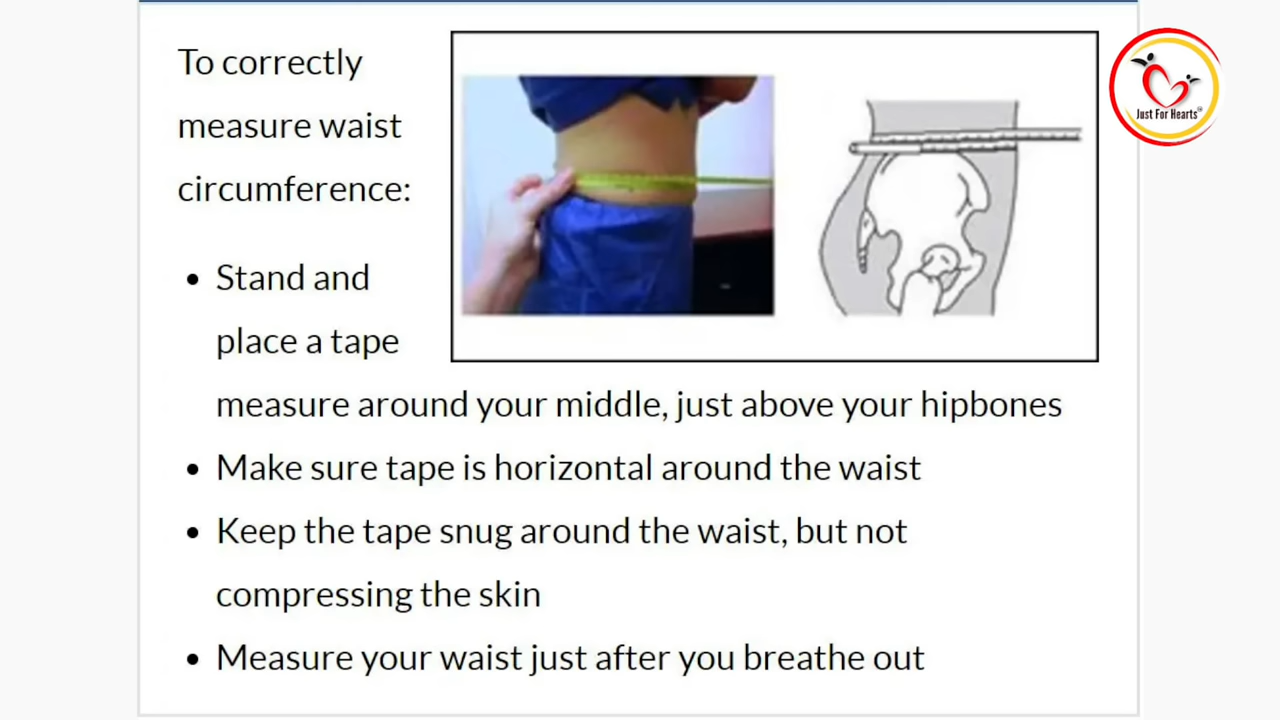 To correctly
measure waist
circumference:
• Stand and
place a tape
measure around your middle, just above your hipbones
• Make sure tape is horizontal around the waist
• Keep the tape snug around the waist, but not
compressing the skin
• Measure your waist just after you breathe out
Just For Hearts